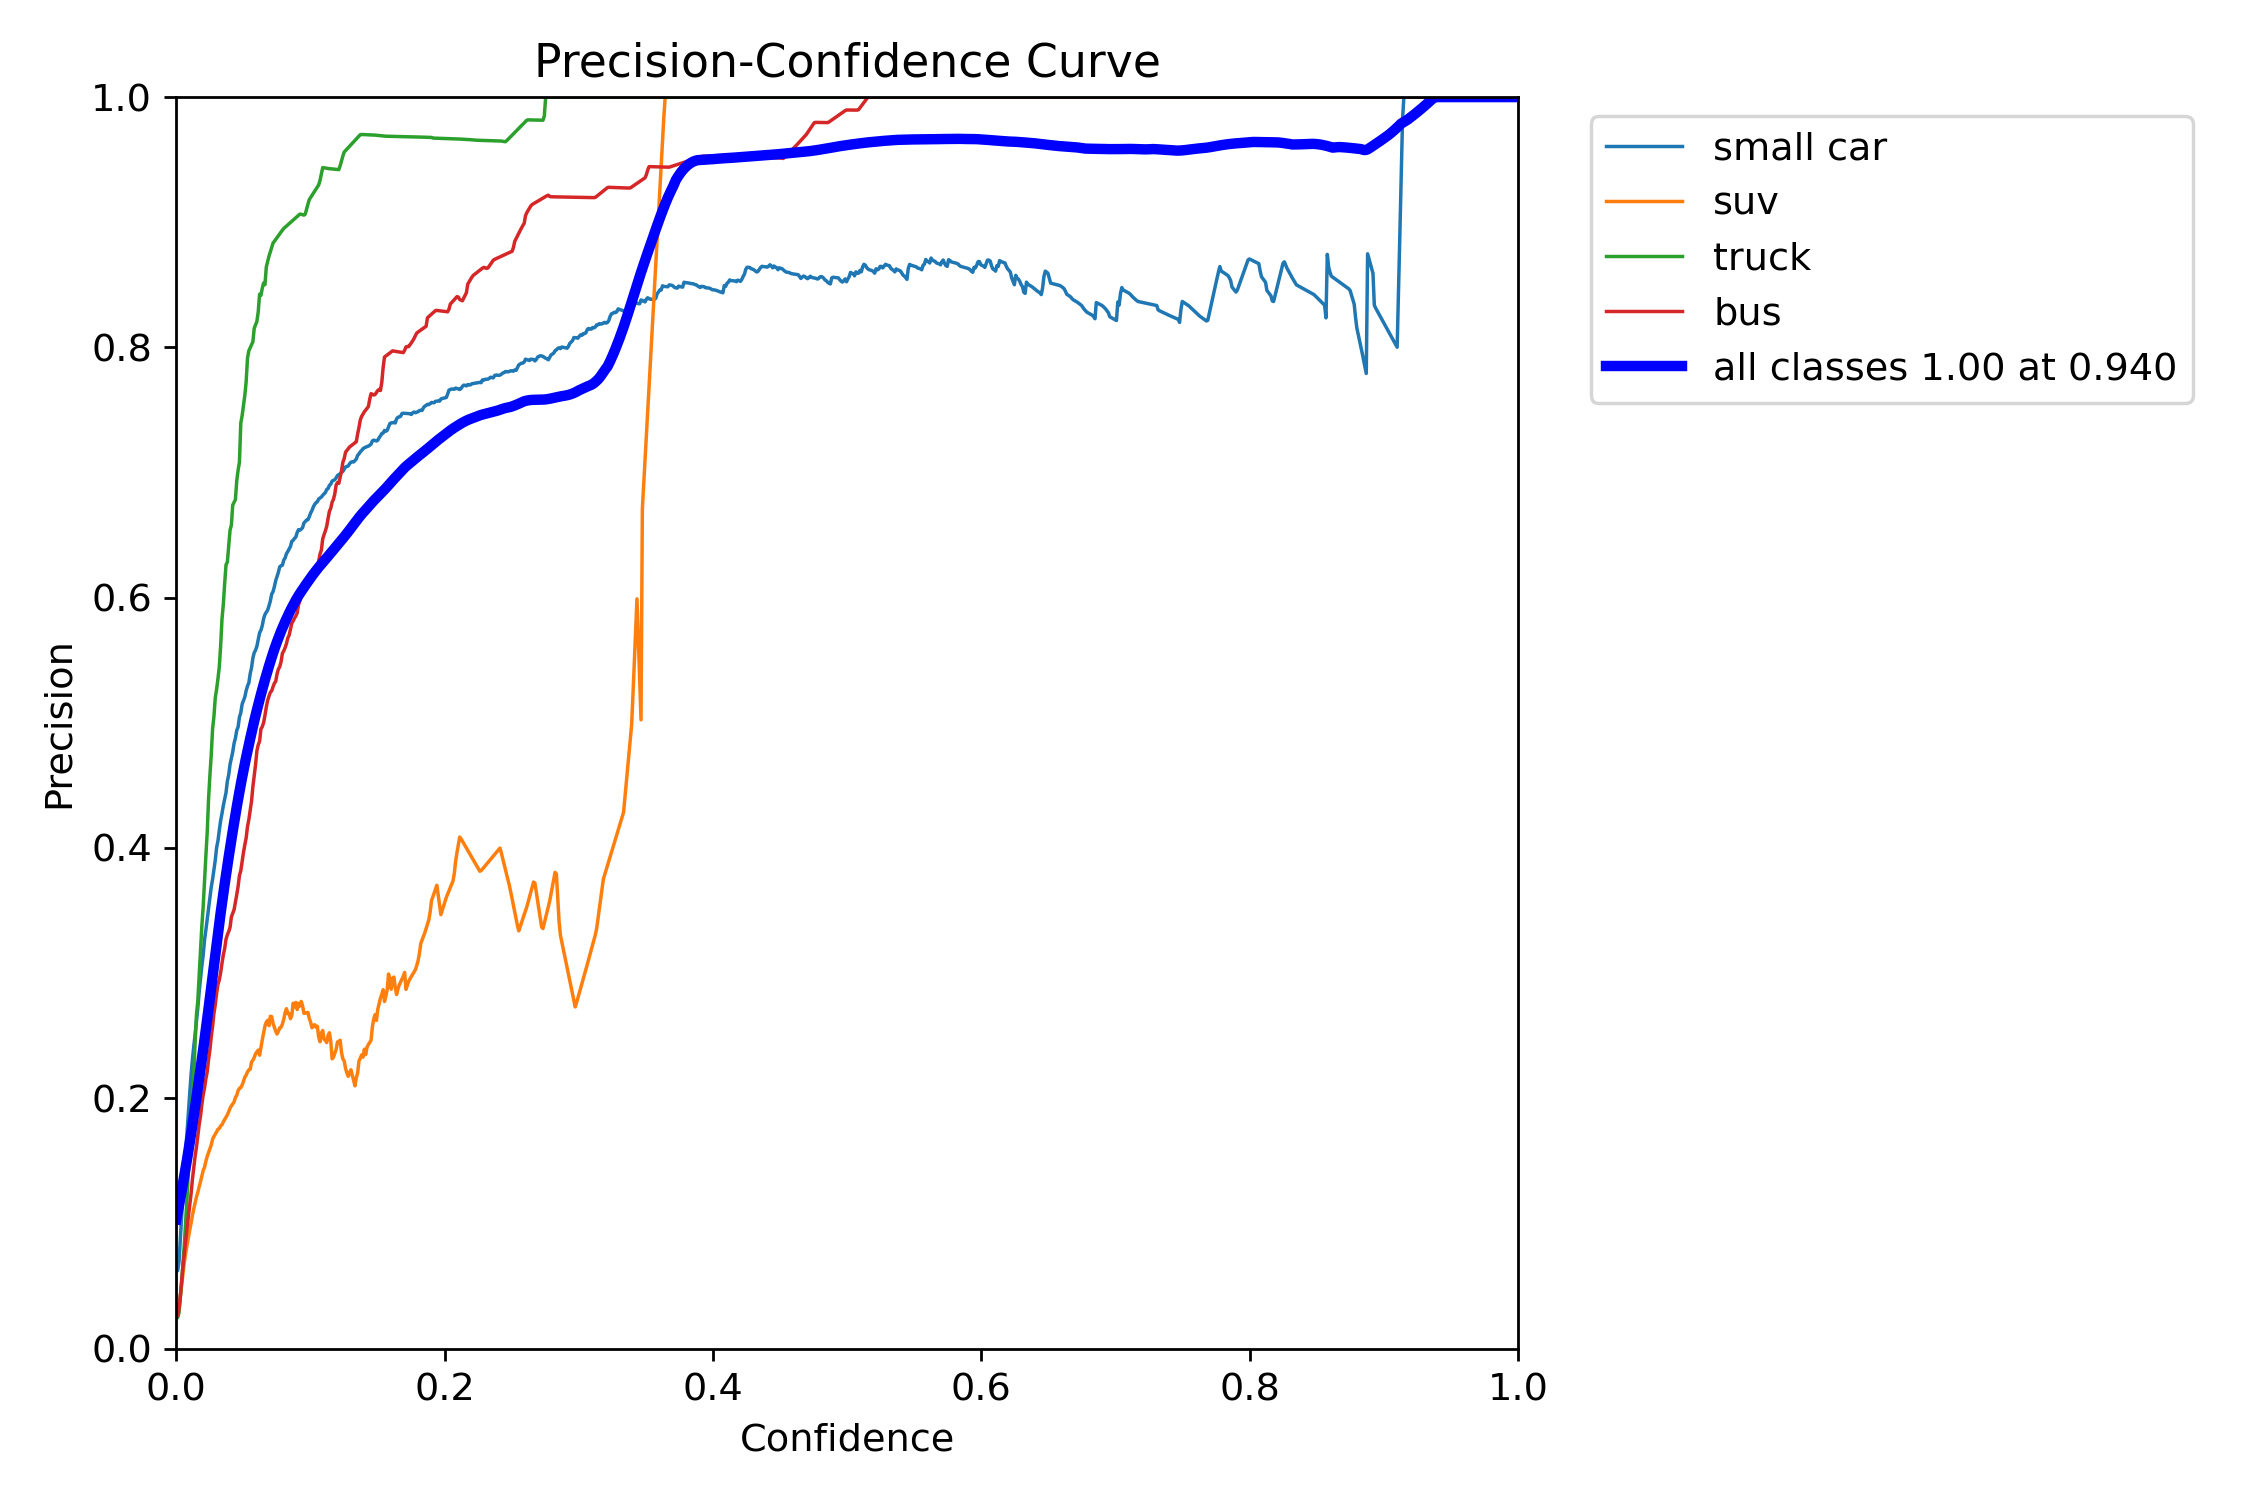 Precision-Confidence Curve
1.0
0.8
0.6
0.4
0.2
0.0
Precision
0.0 0.2 0.4 0.6 0.8 1.0
Confidence
small car
suv
truck
bus
all classes 1.00 at 0.940